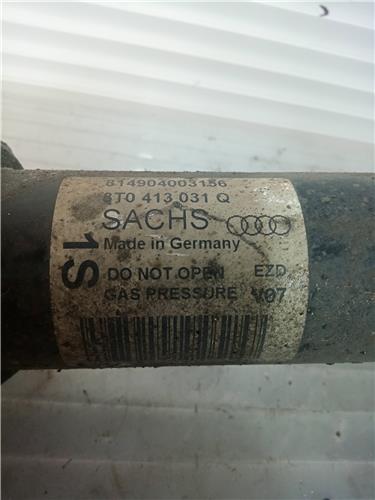 814904003156
8T0 413 031 Q
SACHS
Made in Germany
DO NOT OPEN EZD
GAS PRESSURE V07
S1